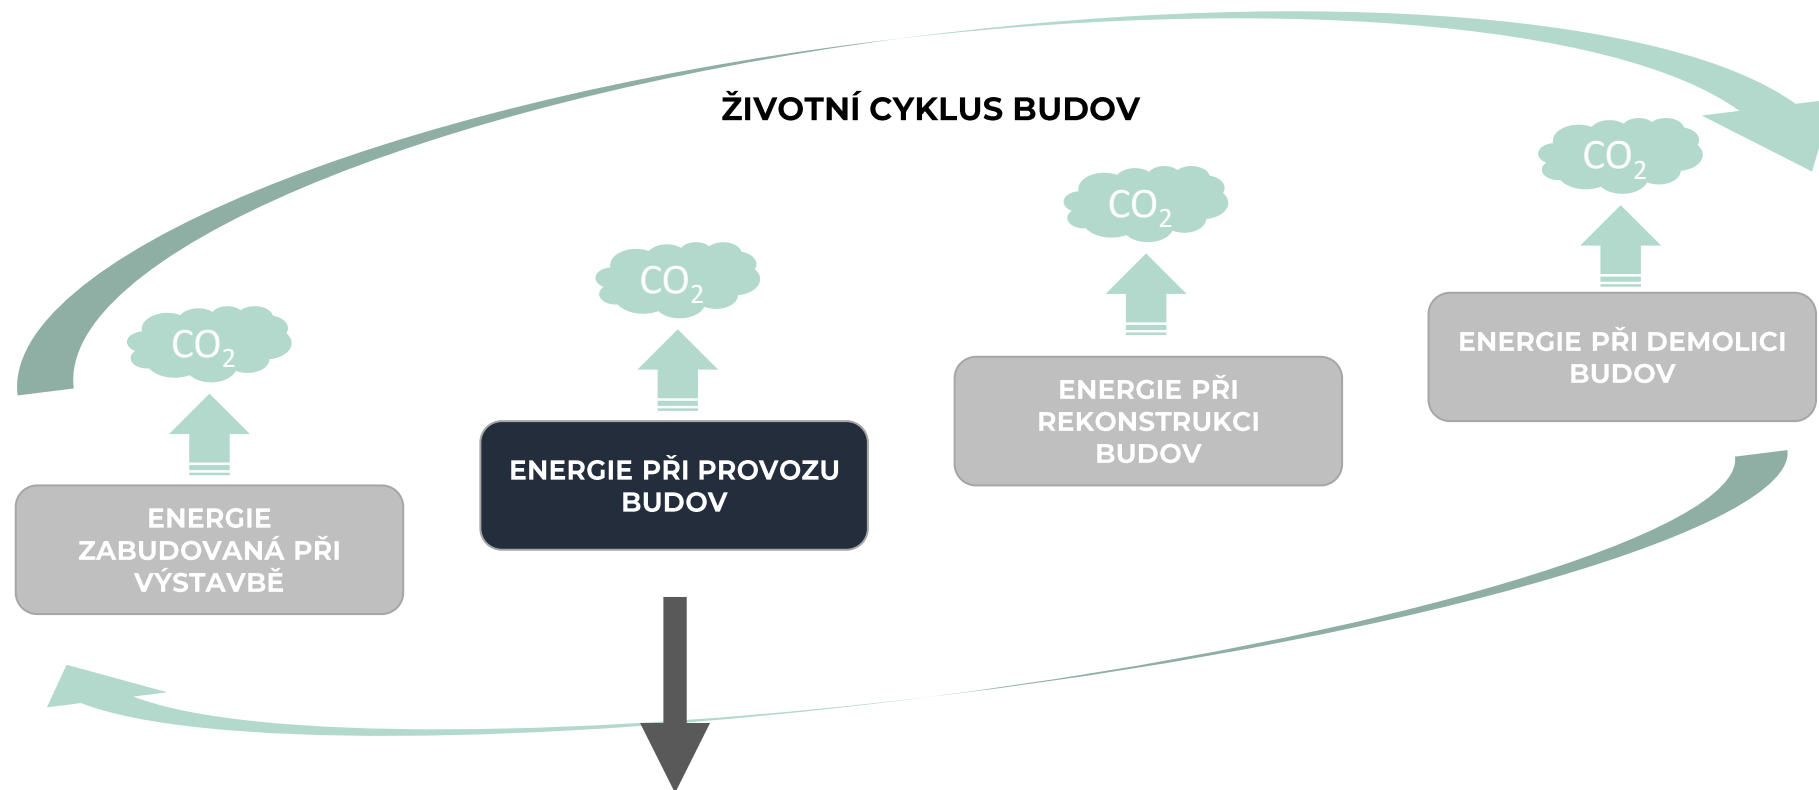 ŽIVOTNÍ CYKLUS BUDOV
CO₂
ENERGIE
ZABUDOVANÁ PŘI
VÝSTAVBĚ
CO₂
ENERGIE PŘI PROVOZU
BUDOV
CO₂
ENERGIE PŘI
REKONSTRUKCI
BUDOV
CO₂
ENERGIE PŘI DEMOLICI
BUDOV